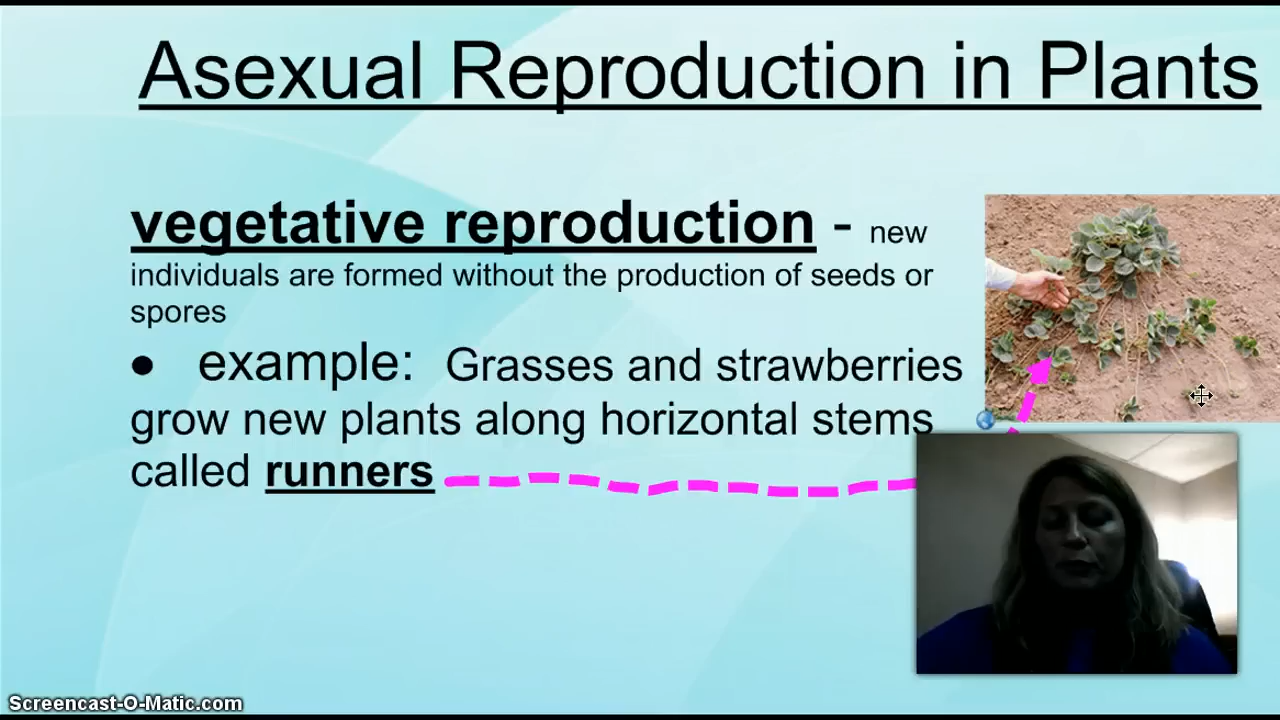 Asexual Reproduction in Plants
vegetative reproduction - new
individuals are formed without the production of seeds or
spores
● example: Grasses and strawberries
grow new plants along horizontal stems
called runners
Screencast-O-Matic.com